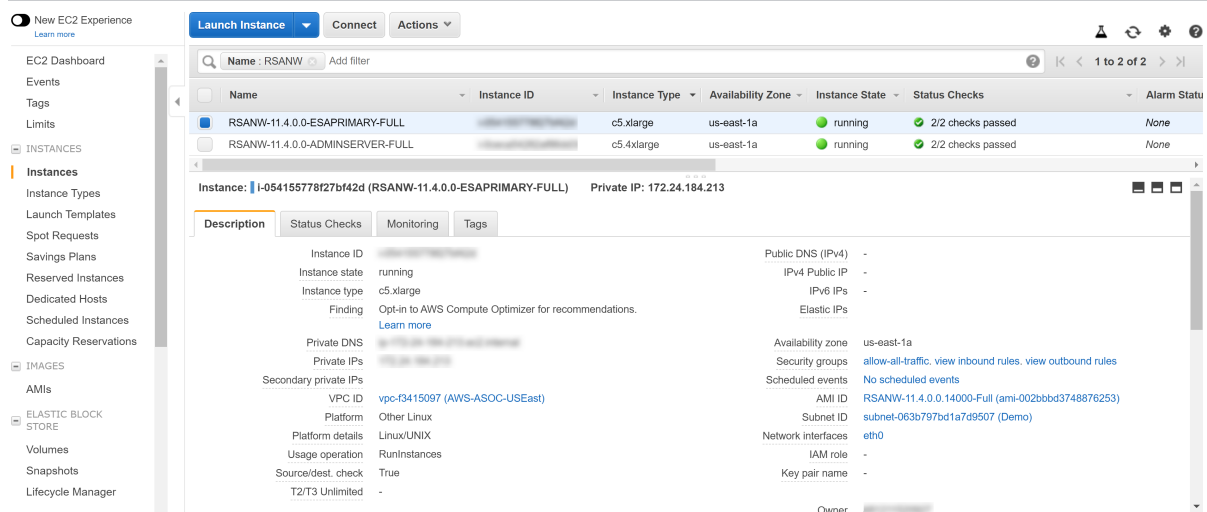 New EC2 Experience
Learn more
EC2 Dashboard
Events
Tags
Limits
INSTANCES
Instances
Instance Types
Launch Templates
Spot Requests
Savings Plans
Reserved Instances
Dedicated Hosts
Scheduled Instances
Capacity Reservations
IMAGES
AMIs
ELASTIC BLOCK
STORE
Volumes
Snapshots
Lifecycle Manager
Launch Instance Connect Actions
Name : RSANW Add filter 1 to 2 of 2
Name Instance ID Instance Type Availability Zone Instance State Status Checks Alarm Statu
RSANW-11.4.0.0-ESAPRIMARY-FULL c5.xlarge us-east-1a running 2/2 checks passed None
RSANW-11.4.0.0-ADMINSERVER-FULL c5.4xlarge us-east-1a running 2/2 checks passed None
Instance: i-054155778f27bf42d (RSANW-11.4.0.0-ESAPRIMARY-FULL) Private IP: 172.24.184.213
Description Status Checks Monitoring Tags
Instance ID Public DNS (IPv4) -
Instance state running IPv4 Public IP -
Instance type c5.xlarge IPv6 IPs -
Finding Opt-in to AWS Compute Optimizer for recommendations. Elastic IPs
Learn more
Private DNS Availability zone us-east-1a
Private IPs Security groups allow-all-traffic. view inbound rules. view outbound rules
Secondary private IPs Scheduled events No scheduled events
VPC ID vpc-f3415097 (AWS-ASOC-USEast) AMI ID RSANW-11.4.0.0.14000-Full (ami-002bbbd3748876253)
Platform Other Linux Subnet ID subnet-063b797bd1a7d9507 (Demo)
Platform details Linux/UNIX Network interfaces eth0
Usage operation RunInstances IAM role -
Source/dest. check True Key pair name -
T2/T3 Unlimited -
Owner